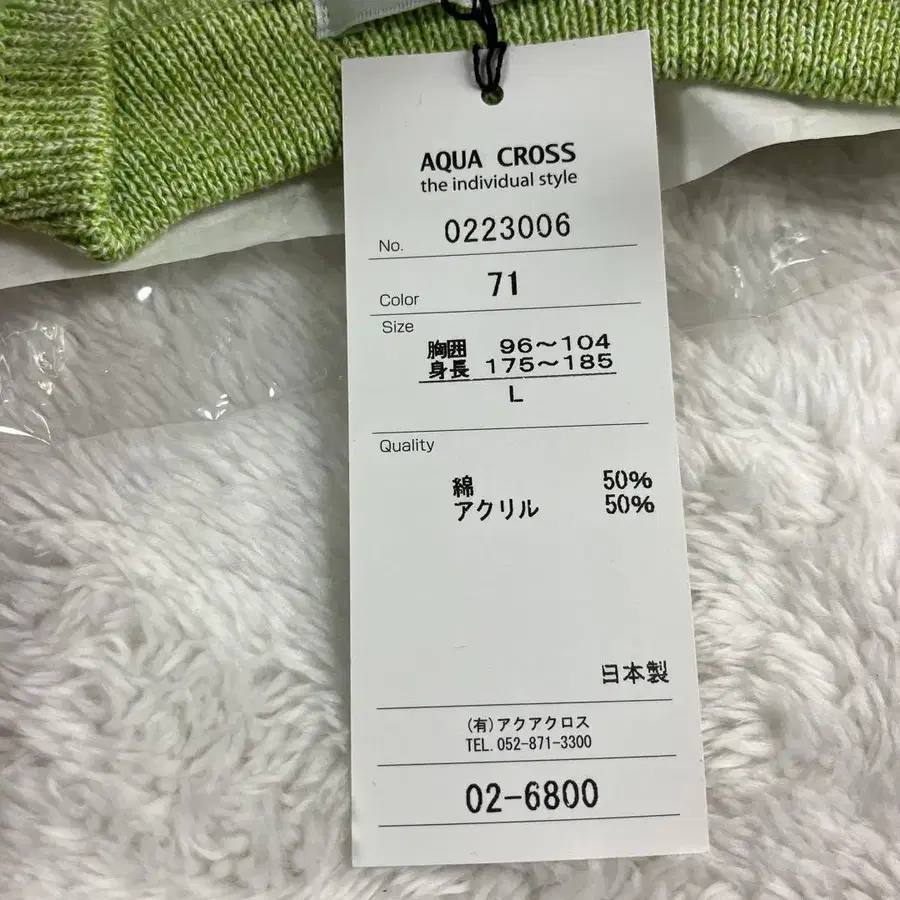 AQUA CROSS
the individual style
No. 0223006
Color 71
Size
胸囲 96～104
身長 175～185
L
Quality
綿 50%
アクリル 50%
日本製
(有)アクアクロス
TEL. 052-871-3300
02-6800